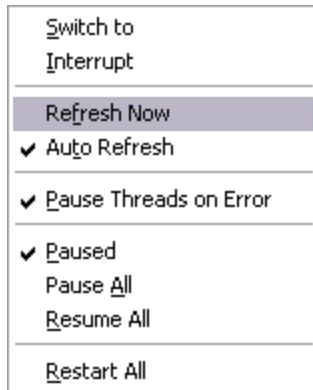 Switch to
Interrupt
Refresh Now
Auto Refresh
Pause Threads on Error
Paused
Pause All
Resume All
Restart All